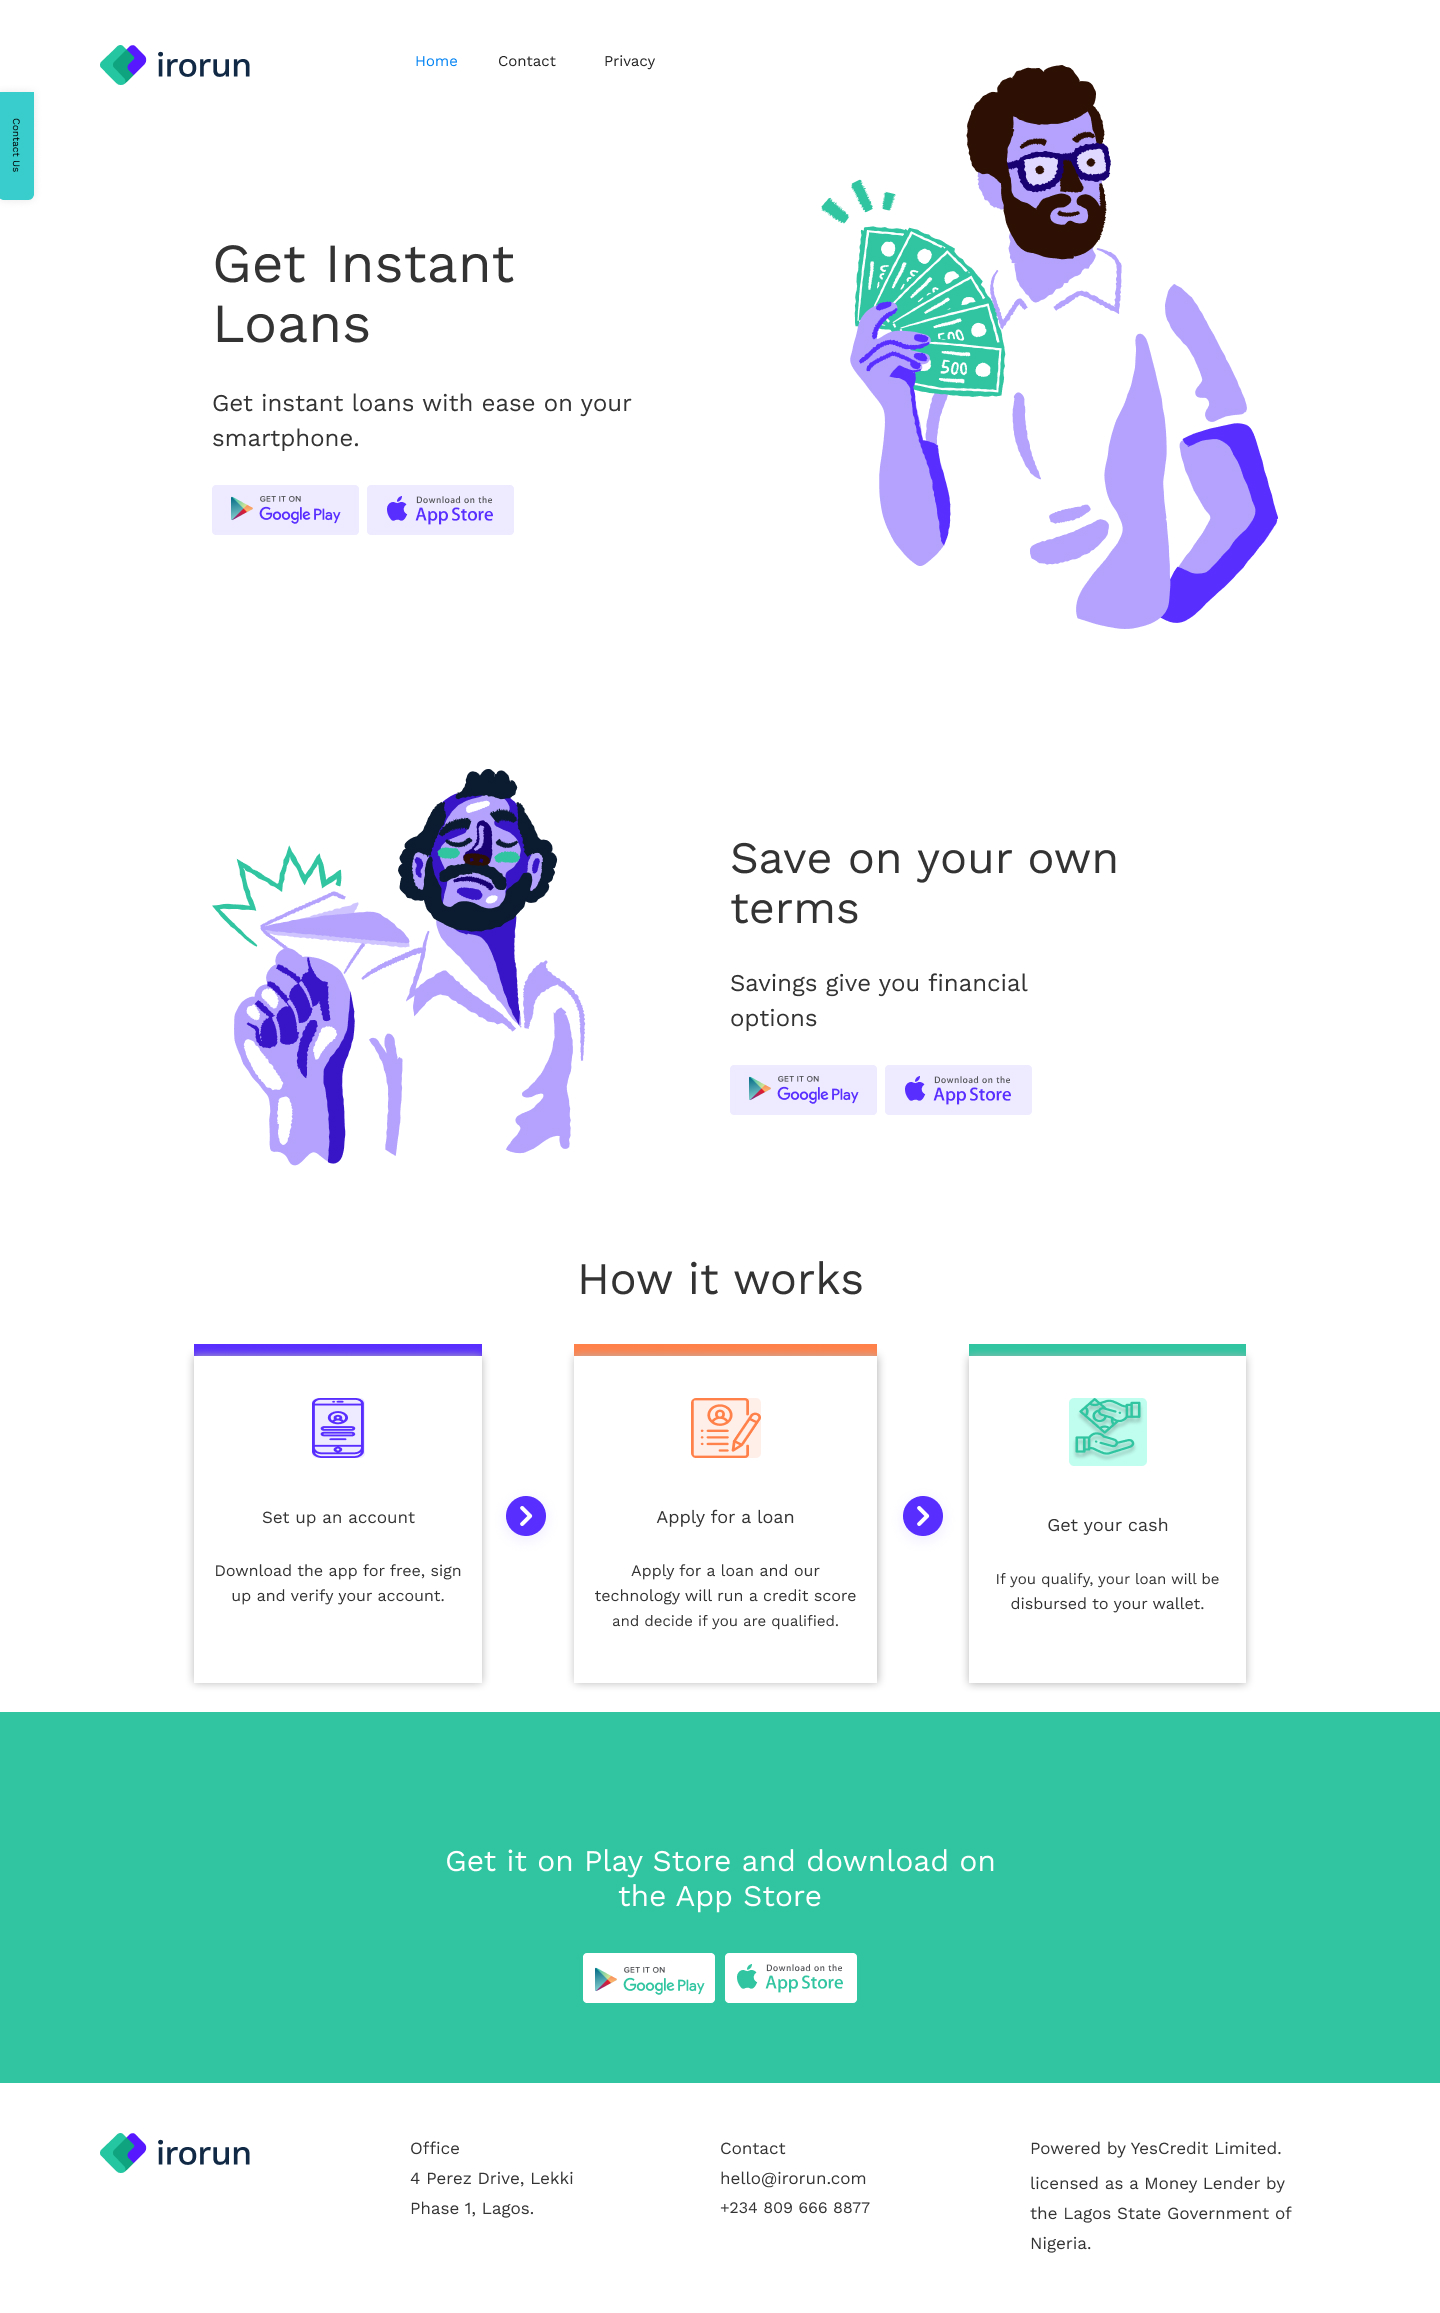 irorun
Home
Contact
Privacy
Contact Us
Get Instant
Loans
Get instant loans with ease on your
smartphone.
GET IT ON
Google Play
Download on the
App Store
500
500
Save on your own
terms
Savings give you financial
options
GET IT ON
Google Play
Download on the
App Store
How it works
Set up an account
Download the app for free, sign
up and verify your account.
Apply for a loan
Apply for a loan and our
technology will run a credit score
and decide if you are qualified.
Get your cash
If you qualify, your loan will be
disbursed to your wallet.
Get it on Play Store and download on
the App Store
GET IT ON
Google Play
Download on the
App Store
irorun
Office
4 Perez Drive, Lekki
Phase 1, Lagos.
Contact
hello@irorun.com
+234 809 666 8877
Powered by YesCredit Limited.
licensed as a Money Lender by
the Lagos State Government of
Nigeria.